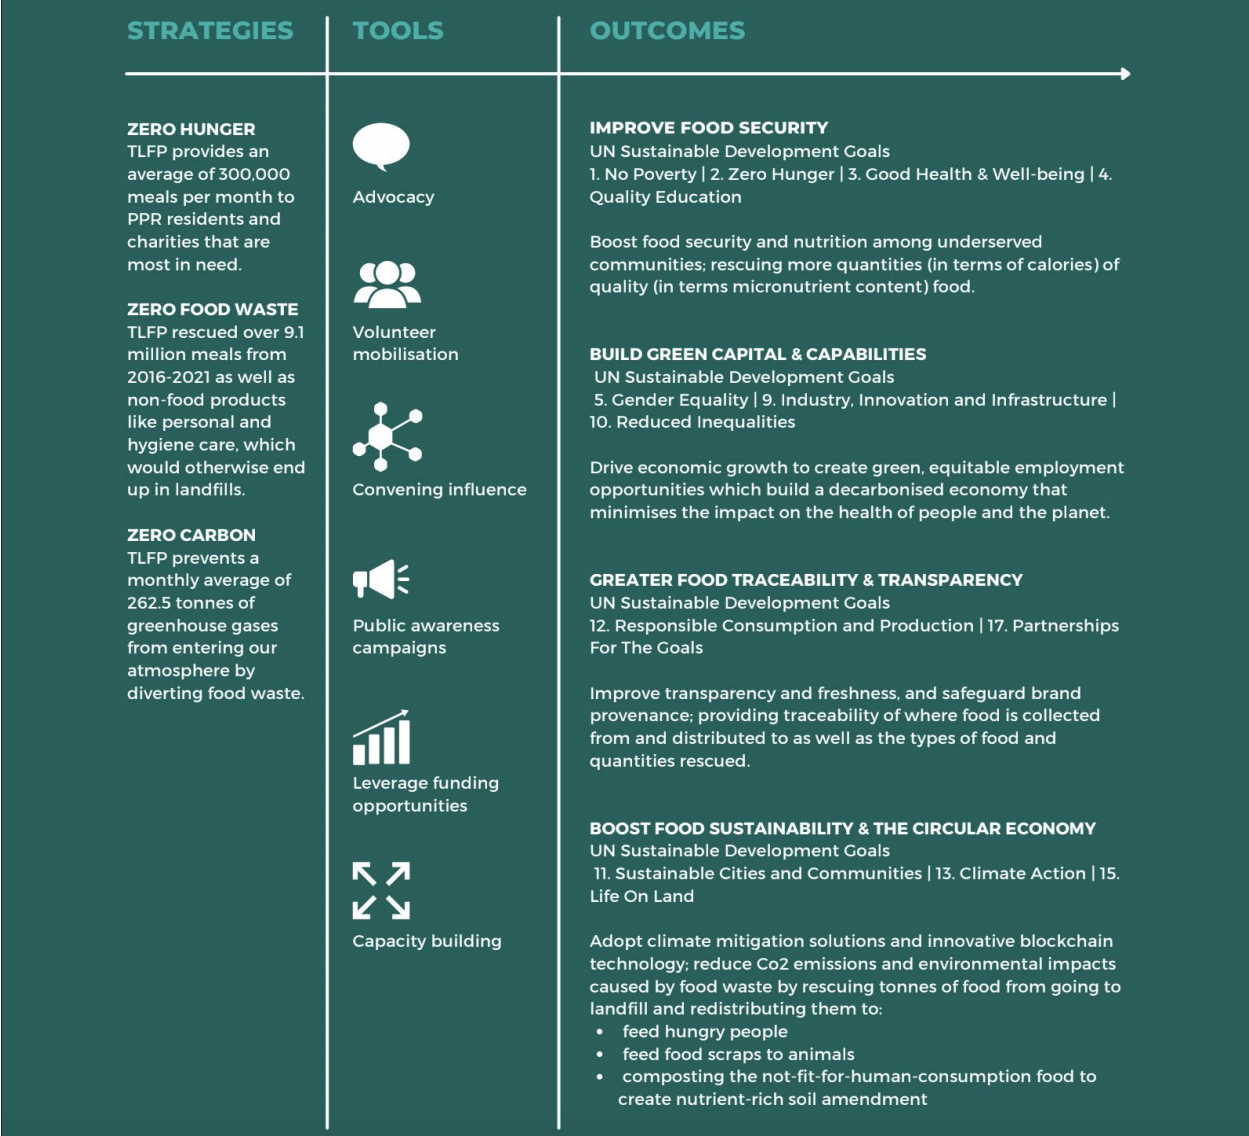 STRATEGIES
TOOLS
OUTCOMES
ZERO HUNGER
TLFP provides an
average of 300,000
meals per month to
PPR residents and
charities that are
most in need.
ZERO FOOD WASTE
TLFP rescued over 9.1
million meals from
2016-2021 as well as
non-food products
like personal and
hygiene care, which
would otherwise end
up in landfills.
ZERO CARBON
TLFP prevents a
monthly average of
262.5 tonnes of
greenhouse gases
from entering our
atmosphere by
diverting food waste.
Advocacy
Volunteer
mobilisation
Convening influence
Public awareness
campaigns
Leverage funding
opportunities
Capacity building
IMPROVE FOOD SECURITY
UN Sustainable Development Goals
1. No Poverty | 2. Zero Hunger | 3. Good Health & Well-being | 4.
Quality Education
Boost food security and nutrition among underserved
communities; rescuing more quantities (in terms of calories) of
quality (in terms micronutrient content) food.
BUILD GREEN CAPITAL & CAPABILITIES
UN Sustainable Development Goals
5. Gender Equality | 9. Industry, Innovation and Infrastructure |
10. Reduced Inequalities
Drive economic growth to create green, equitable employment
opportunities which build a decarbonised economy that
minimises the impact on the health of people and the planet.
GREATER FOOD TRACEABILITY & TRANSPARENCY
UN Sustainable Development Goals
12. Responsible Consumption and Production | 17. Partnerships
For The Goals
Improve transparency and freshness, and safeguard brand
provenance; providing traceability of where food is collected
from and distributed to as well as the types of food and
quantities rescued.
BOOST FOOD SUSTAINABILITY & THE CIRCULAR ECONOMY
UN Sustainable Development Goals
11. Sustainable Cities and Communities | 13. Climate Action | 15.
Life On Land
Adopt climate mitigation solutions and innovative blockchain
technology; reduce Co2 emissions and environmental impacts
caused by food waste by rescuing tonnes of food from going to
landfill and redistributing them to:
• feed hungry people
• feed food scraps to animals
• composting the not-fit-for-human-consumption food to
create nutrient-rich soil amendment